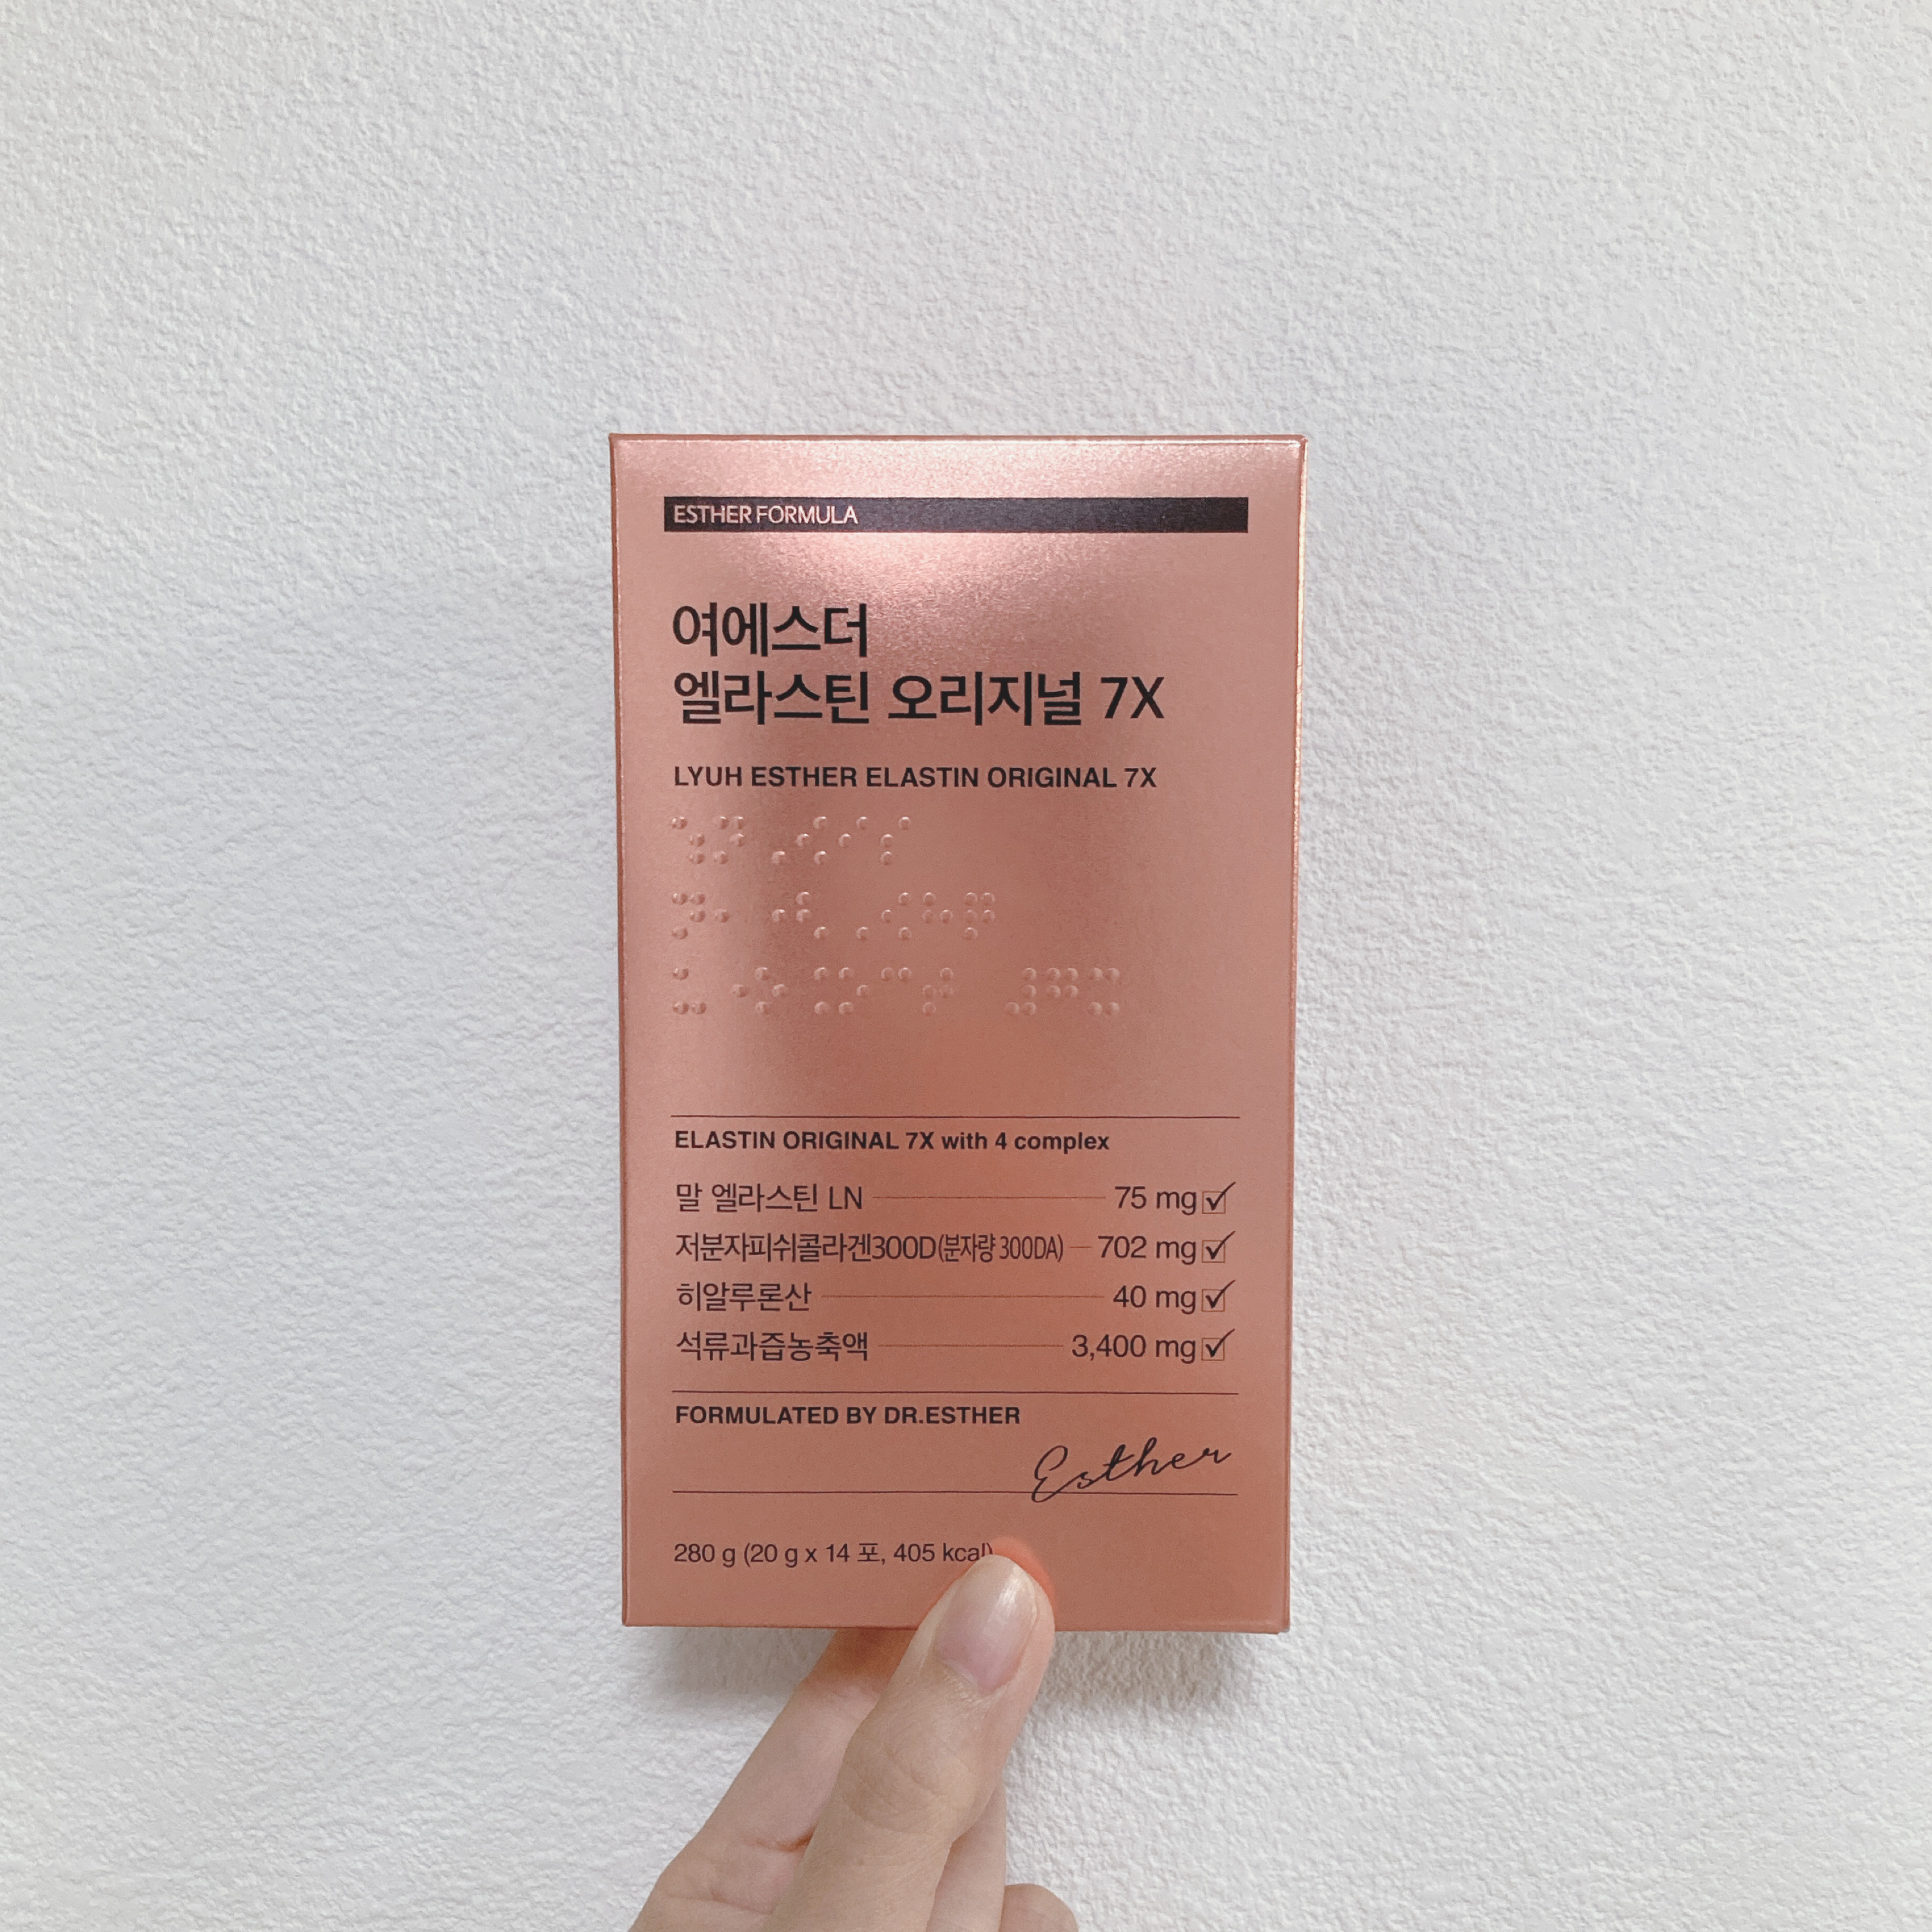 ESTHER FORMULA
여에스더
엘라스틴 오리지널 7X
LYUH ESTHER ELASTIN ORIGINAL 7X
ELASTIN ORIGINAL 7X with 4 complex
말 엘라스틴 LN 75 mg
저분자피쉬콜라겐300D(분자량 300DA) 702 mg
히알루론산 40 mg
석류과즙농축액 3,400 mg
FORMULATED BY DR.ESTHER
Esther
280 g (20 g x 14 포, 405 kcal)